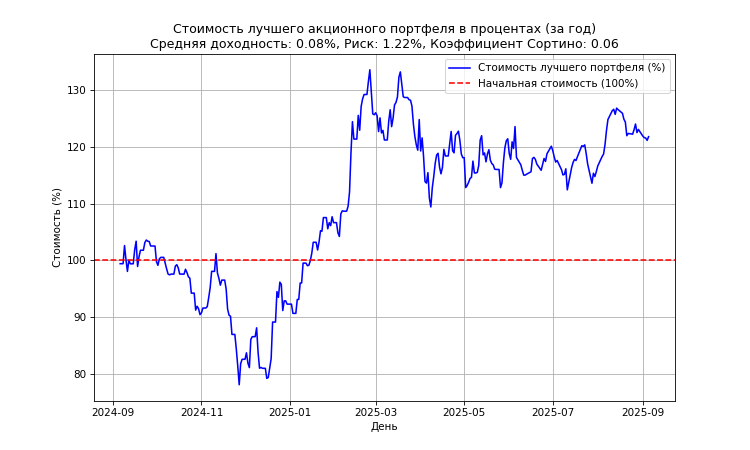 Стоимость лучшего акционного портфеля в процентах (за год)
Средняя доходность: 0.08%, Риск: 1.22%, Коэффициент Сортино: 0.06
Стоимость лучшего портфеля (%)
Начальная стоимость (100%)
Стоимость (%)
130
120
110
100
90
80
2024-09 2024-11 2025-01 2025-03 2025-05 2025-07 2025-09
День